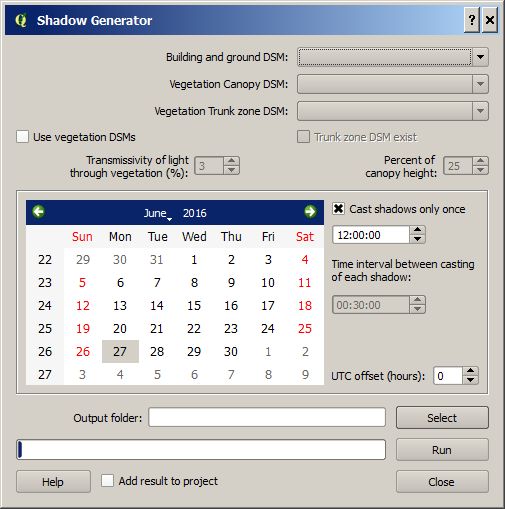 Shadow Generator
?
Building and ground DSM:
Vegetation Canopy DSM:
Vegetation Trunk zone DSM:
Use vegetation DSMs
Trunk zone DSM exist
Transmissivity of light
through vegetation (%):
3
Percent of
canopy height:
25
June, 2016
Sun Mon Tue Wed Thu Fri Sat
22 29 30 31 1 2 3 4
23 5 6 7 8 9 10 11
24 12 13 14 15 16 17 18
25 19 20 21 22 23 24 25
26 26 27 28 29 30 1 2
27 3 4 5 6 7 8 9
Cast shadows only once
12:00:00
Time interval between casting
of each shadow:
00:30:00
UTC offset (hours): 0
Output folder:
Select
Run
Help
Add result to project
Close